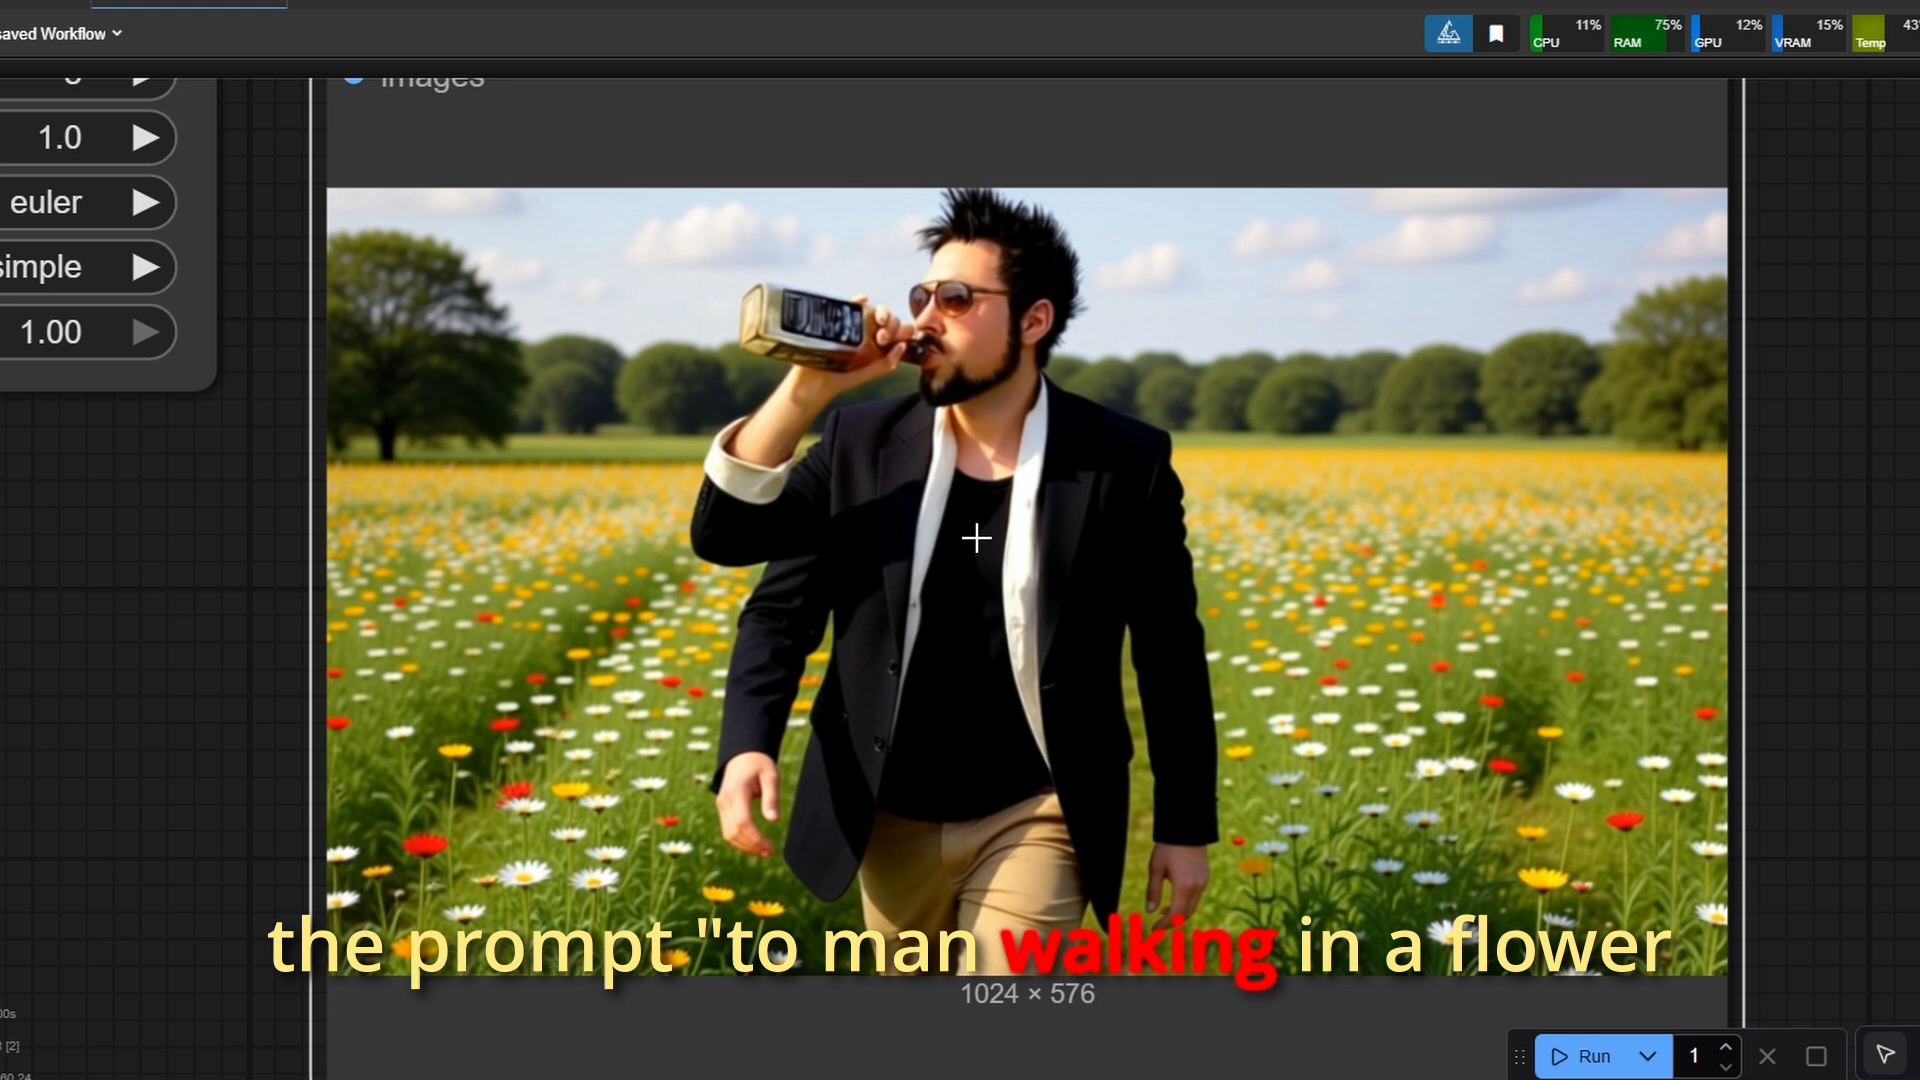 saved Workflow
11%
CPU
75%
RAM
12%
GPU
15%
VRAM
Temp
images
1.0
euler
simple
1.00
the prompt "to man walking in a flower
1024 × 576
[2]
Run
1